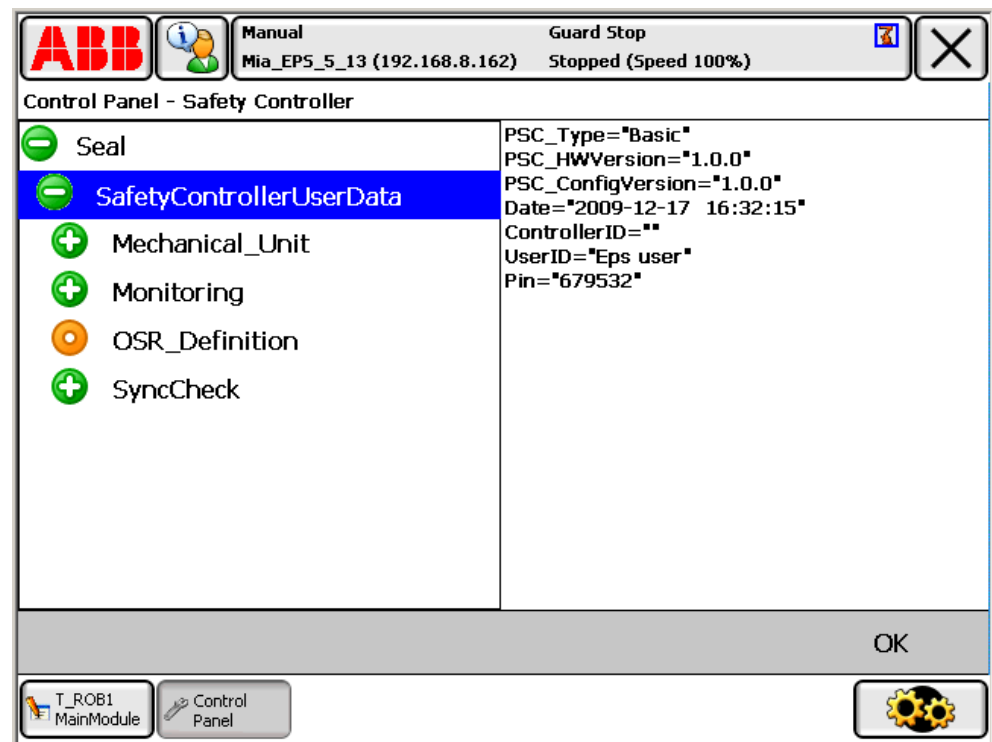 ABB
Manual
Guard Stop
Mia_EPS_5_13 (192.168.8.162)
Stopped (Speed 100%)
Control Panel - Safety Controller
Seal
SafetyControllerUserData
Mechanical_Unit
Monitoring
OSR_Definition
SyncCheck
PSC_Type="Basic"
PSC_HWVersion="1.0.0"
PSC_ConfigVersion="1.0.0"
Date="2009-12-17 16:32:15"
ControllerID=""
UserID="Eps user"
Pin="679532"
OK
T_ROB1
MainModule
Control
Panel